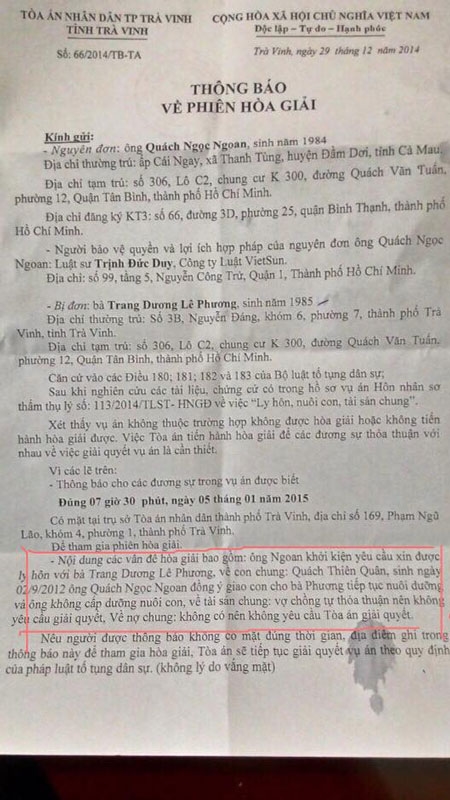 TÒA ÁN NHÂN DÂN TP TRÀ VINH
TỈNH TRÀ VINH
Số: 66/2014/TB-TA
CỘNG HÒA XÃ HỘI CHỦ NGHĨA VIỆT NAM
Độc lập – Tự do – Hạnh phúc
Trà Vinh, ngày 29 tháng 12 năm 2014
THÔNG BÁO
VỀ PHIÊN HÒA GIẢI
Kính gửi:
- Nguyên đơn: ông Quách Ngọc Ngoan, sinh năm 1984
Địa chỉ thường trú: ấp Cái Ngay, xã Thanh Tùng, huyện Đầm Dơi, tỉnh Cà Mau.
Địa chỉ tạm trú: số 306, Lô C2, chung cư K 300, đường Quách Văn Tuấn,
phường 12, Quận Tân Bình, thành phố Hồ Chí Minh.
Địa chỉ đăng ký KT3: số 66, đường 3D, phường 25, quận Bình Thạnh, thành phố
Hồ Chí Minh.
- Người bảo vệ quyền và lợi ích hợp pháp của nguyên đơn ông Quách Ngọc
Ngoan: Luật sư Trịnh Đức Duy, Công ty Luật VietSun.
Địa chỉ: số 99, tầng 5, Nguyễn Công Trứ, Quận 1, Thành phố Hồ Chí Minh.
- Bị đơn: bà Trang Dương Lê Phương, sinh năm 1985
Địa chỉ thường trú: Số 3B, Nguyễn Đáng, khóm 6, phường 7, thành phố Trà
Vinh, tỉnh Trà Vinh.
Địa chỉ tạm trú: Số 306, Lô C2, chung cư K 300, đường Quách Văn Tuấn,
phường 12, Quận Tân Bình, thành phố Hồ Chí Minh.
Căn cứ vào các Điều 180; 181; 182 và 183 của Bộ luật tố tụng dân sự;
Sau khi nghiên cứu các tài liệu, chứng cứ có trong hồ sơ vụ án Hôn nhân sơ
thẩm thụ lý số: 113/2014/TLST- HNGĐ về việc “Ly hôn, nuôi con, tài sản chung”.
Xét thấy vụ án không thuộc trường hợp không được hòa giải hoặc không tiến
hành hòa giải được. Việc Tòa án tiến hành hòa giải để các đương sự thỏa thuận với
nhau về việc giải quyết vụ án là cần thiết.
Vì các lẽ trên:
- Thông báo cho các đương sự trong vụ án được biết
Đúng 07 giờ 30 phút, ngày 05 tháng 01 năm 2015
Có mặt tại trụ sở Tòa án nhân dân thành phố Trà Vinh, địa chỉ số 169, Phạm Ngũ
Lão, khóm 4, phường 1, thành phố Trà Vinh.
Để tham gia phiên hòa giải.
- Nội dung các vấn đề hòa giải bao gồm: ông Ngoan khởi kiện yêu cầu xin được
ly hôn với bà Trang Dương Lê Phương, về con chung: Quách Thiên Quân, sinh ngày
02/9/2012 ông Quách Ngọc Ngoan đồng ý giao con cho bà Phương tiếp tục nuôi dưỡng
và ông không cấp dưỡng nuôi con, về tài sản chung: vợ chồng tự thỏa thuận nên không
yêu cầu giải quyết, Về nợ chung: không có nên không yêu cầu Tòa án giải quyết.
Nếu người được thông báo không có mặt đúng thời gian, địa điểm ghi trong
thông báo này để tham gia hòa giải, Tòa án sẽ tiếp tục giải quyết vụ án theo quy định
của pháp luật tố tụng dân sự. (không lý do vắng mặt)